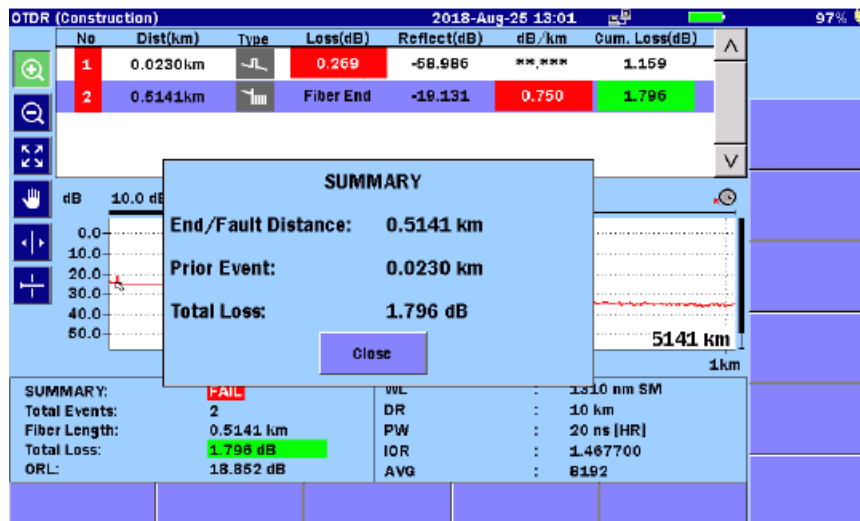 OTDR (Construction) 2018-Aug-25 13:01 97%
No Dist(km) Type Loss(dB) Reflect(dB) dB/km Cum. Loss(dB)
1 0.0230km 0.269 -58.986 **.*** 1.159
2 0.5141km Fiber End -19.131 0.750 1.796
SUMMARY
dB 10.0
End/Fault Distance: 0.5141 km
0.0
10.0
Prior Event: 0.0230 km
20.0
30.0
Total Loss: 1.796 dB
40.0
50.0
5141 km
Close
1km
SUMMARY: FAIL
Total Events: 2
Fiber Length: 0.5141 km
Total Loss: 1.796 dB
ORL: 18.852 dB
WL : 1310 nm SM
DR : 10 km
PW : 20 ns [HR]
IOR : 1.467700
AVG : 8192